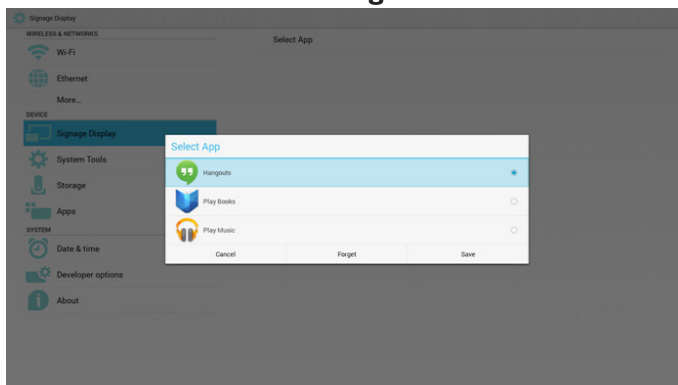 Signage Display
WIRELESS & NETWORKS
Select App
Wi-Fi
Ethernet
More...
DEVICE
Signage Display
System Tools
Storage
Apps
SYSTEM
Date & time
Developer options
About
Select App
Hangouts
Play Books
Play Music
Cancel
Forget
Save